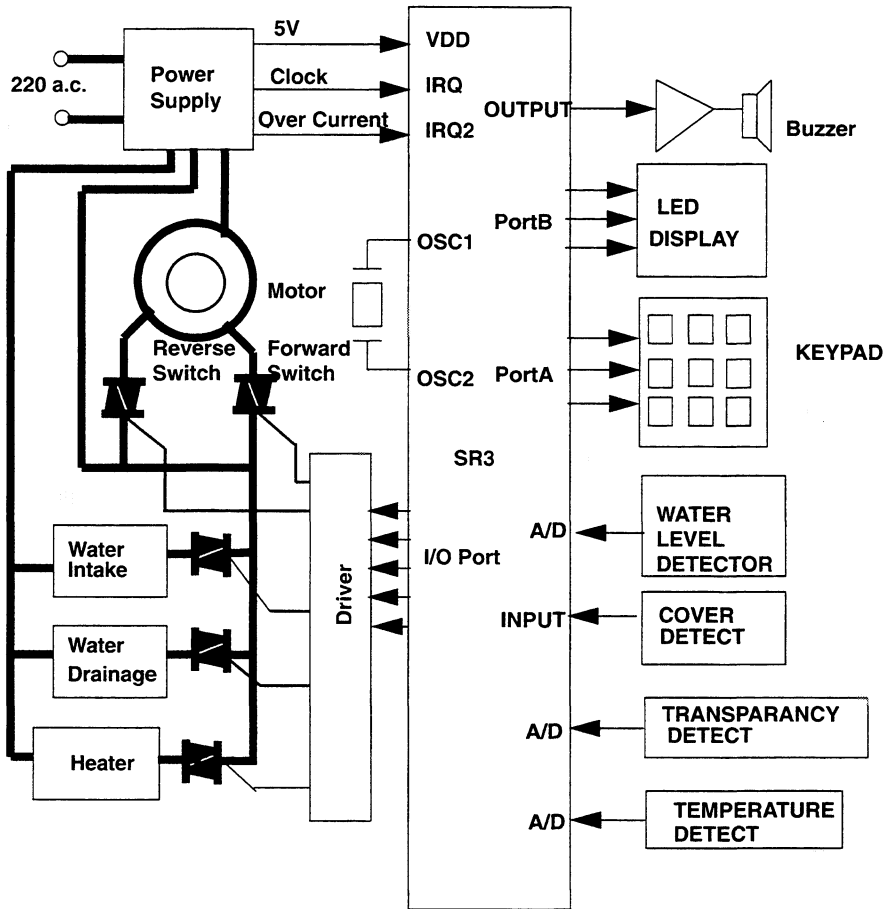 220 a.c.
Power
Supply
5V
Clock
Over Current
VDD
IRQ
IRQ2
OUTPUT
Buzzer
PortB
LED
DISPLAY
OSC1
Motor
Reverse
Switch
Forward
Switch
OSC2
PortA
KEYPAD
SR3
A/D
WATER
LEVEL
DETECTOR
I/O Port
Driver
Water
Intake
INPUT
COVER
DETECT
Water
Drainage
A/D
TRANSPARANCY
DETECT
Heater
A/D
TEMPERATURE
DETECT